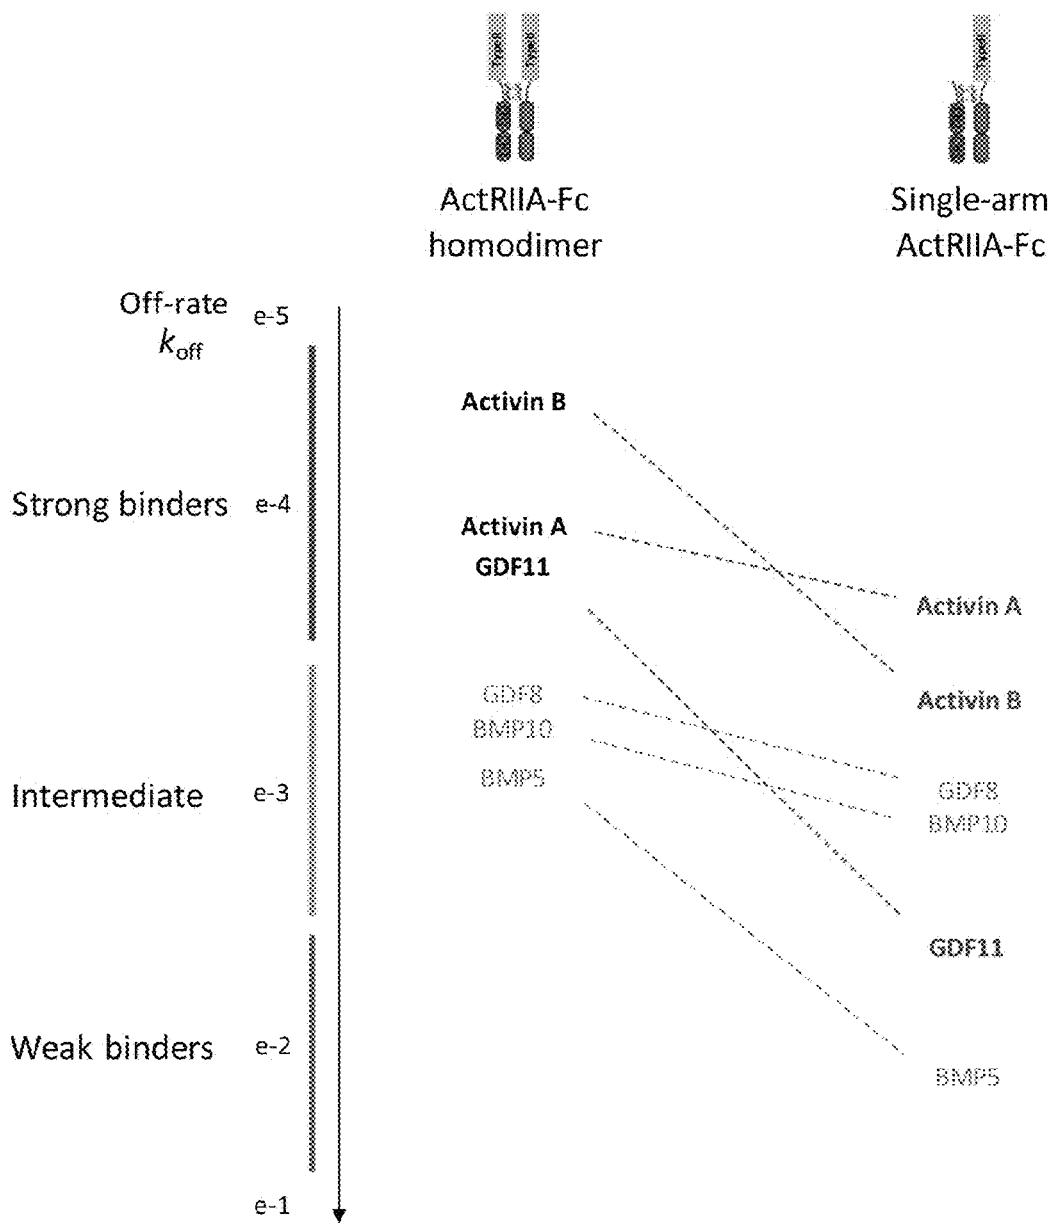 ActRIIA-Fc
homodimer
Single-arm
ActRIIA-Fc
Off-rate
koff
e-5
Activin B
Strong binders
e-4
Activin A
GDF11
Activin A
GDF8
BMP10
BMP5
Activin B
Intermediate
e-3
GDF8
BMP10
GDF11
Weak binders
e-2
BMP5
e-1